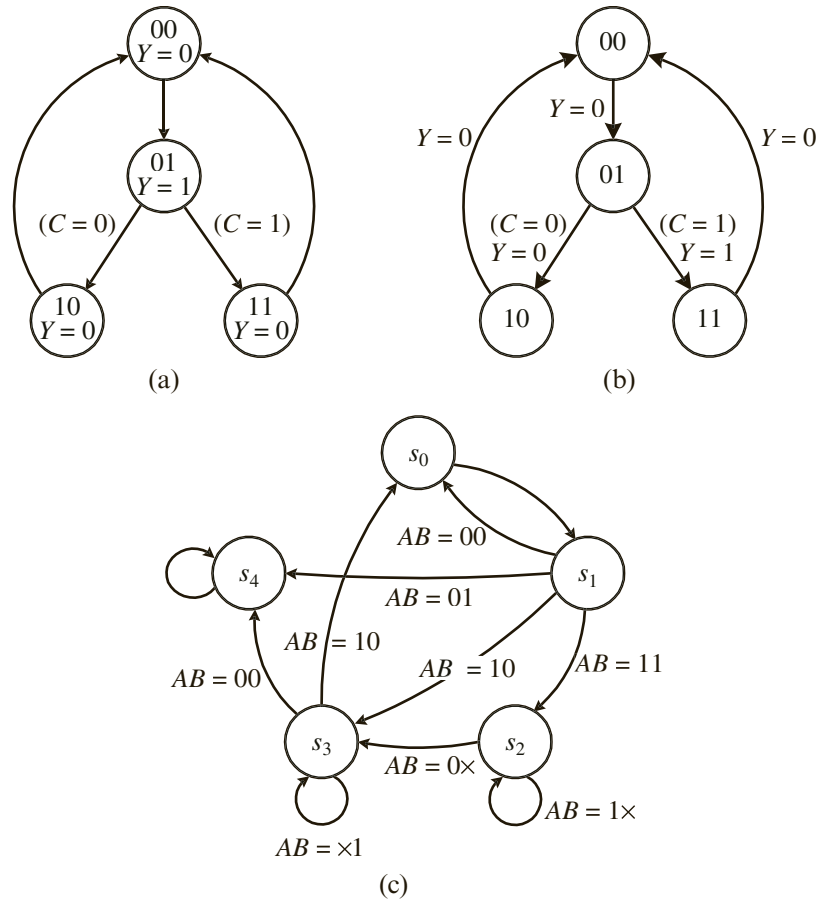 00
Y = 0
01
Y = 1
(C = 0)
(C = 1)
10
Y = 0
11
Y = 0
(a)
00
Y = 0
Y = 0
Y = 0
01
(C = 0)
Y = 0
(C = 1)
Y = 1
10
11
(b)
s0
AB = 00
s4
s1
AB = 01
AB = 10
AB = 10
AB = 11
AB = 00
s3
s2
AB = 0×
AB = 1×
AB = ×1
(c)